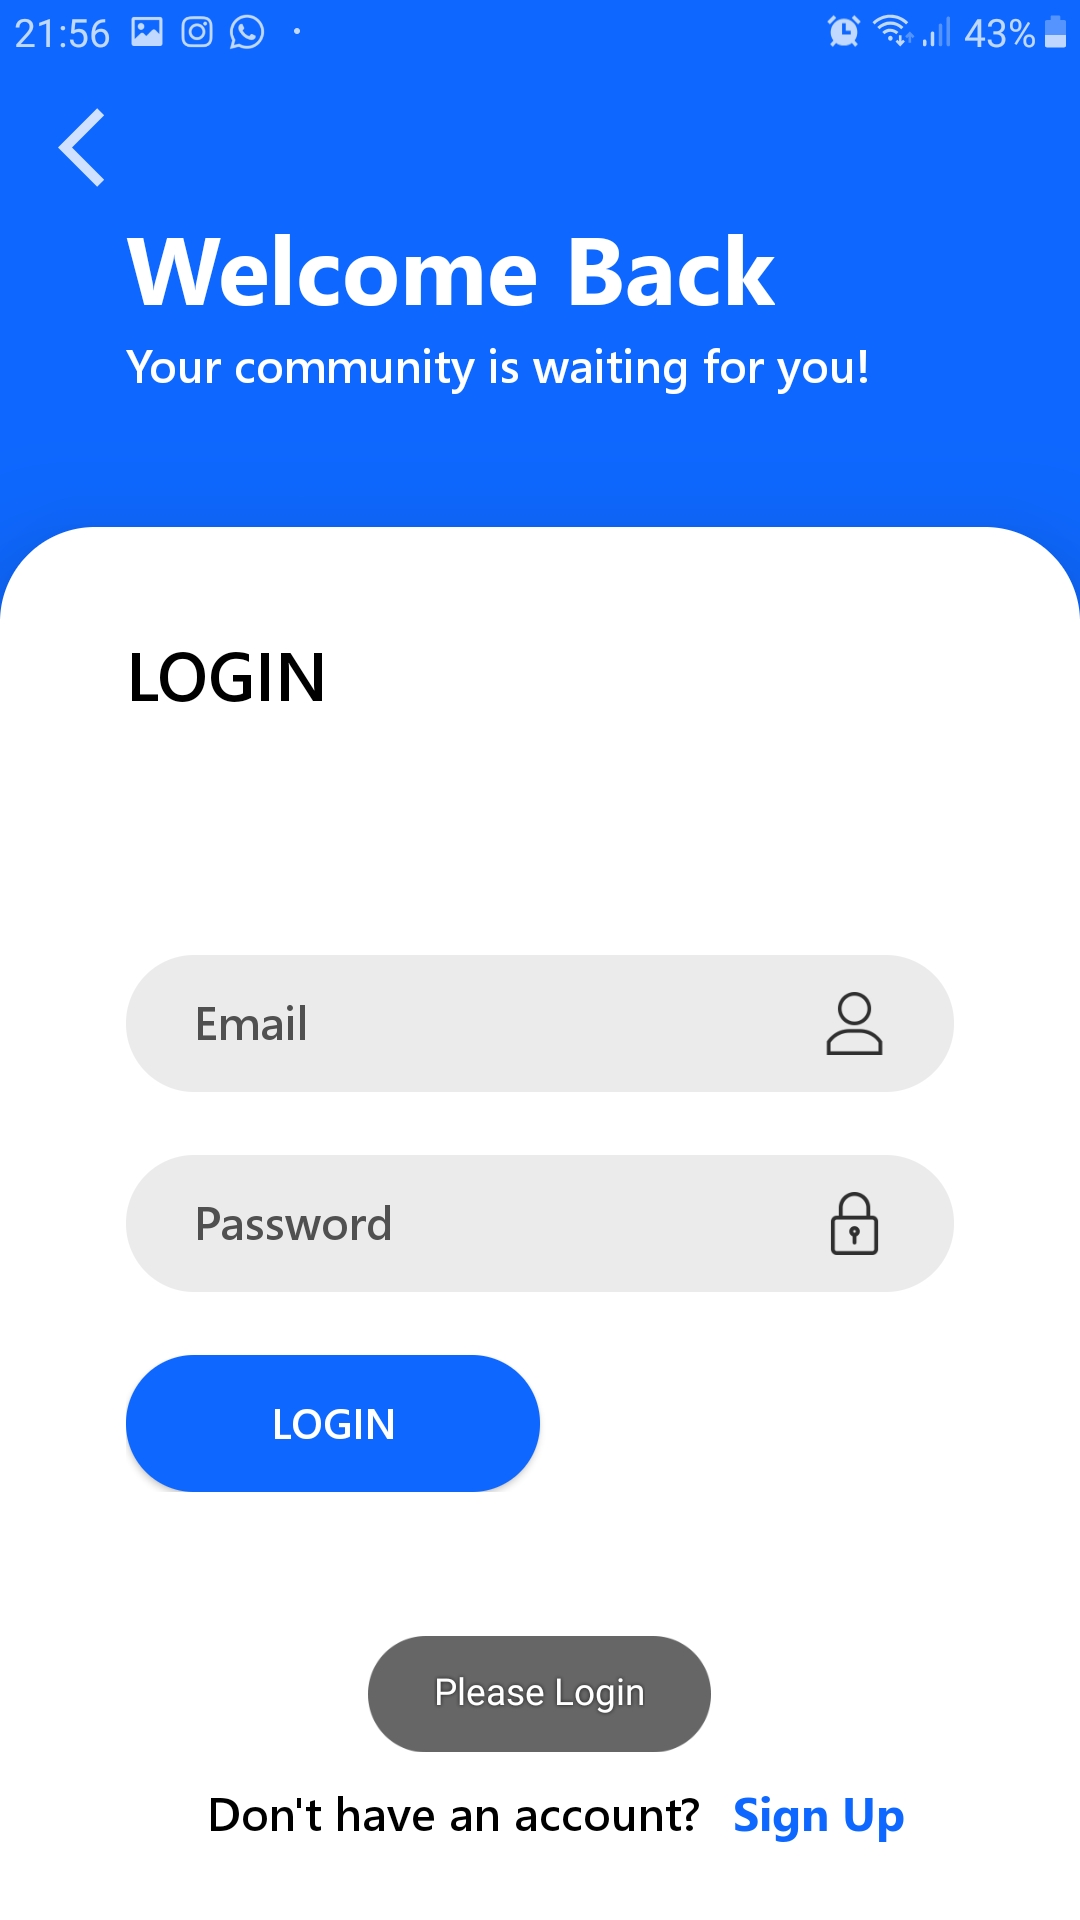 21:56 43%
Welcome Back
Your community is waiting for you!
LOGIN
Email
Password
LOGIN
Please Login
Don't have an account? Sign Up